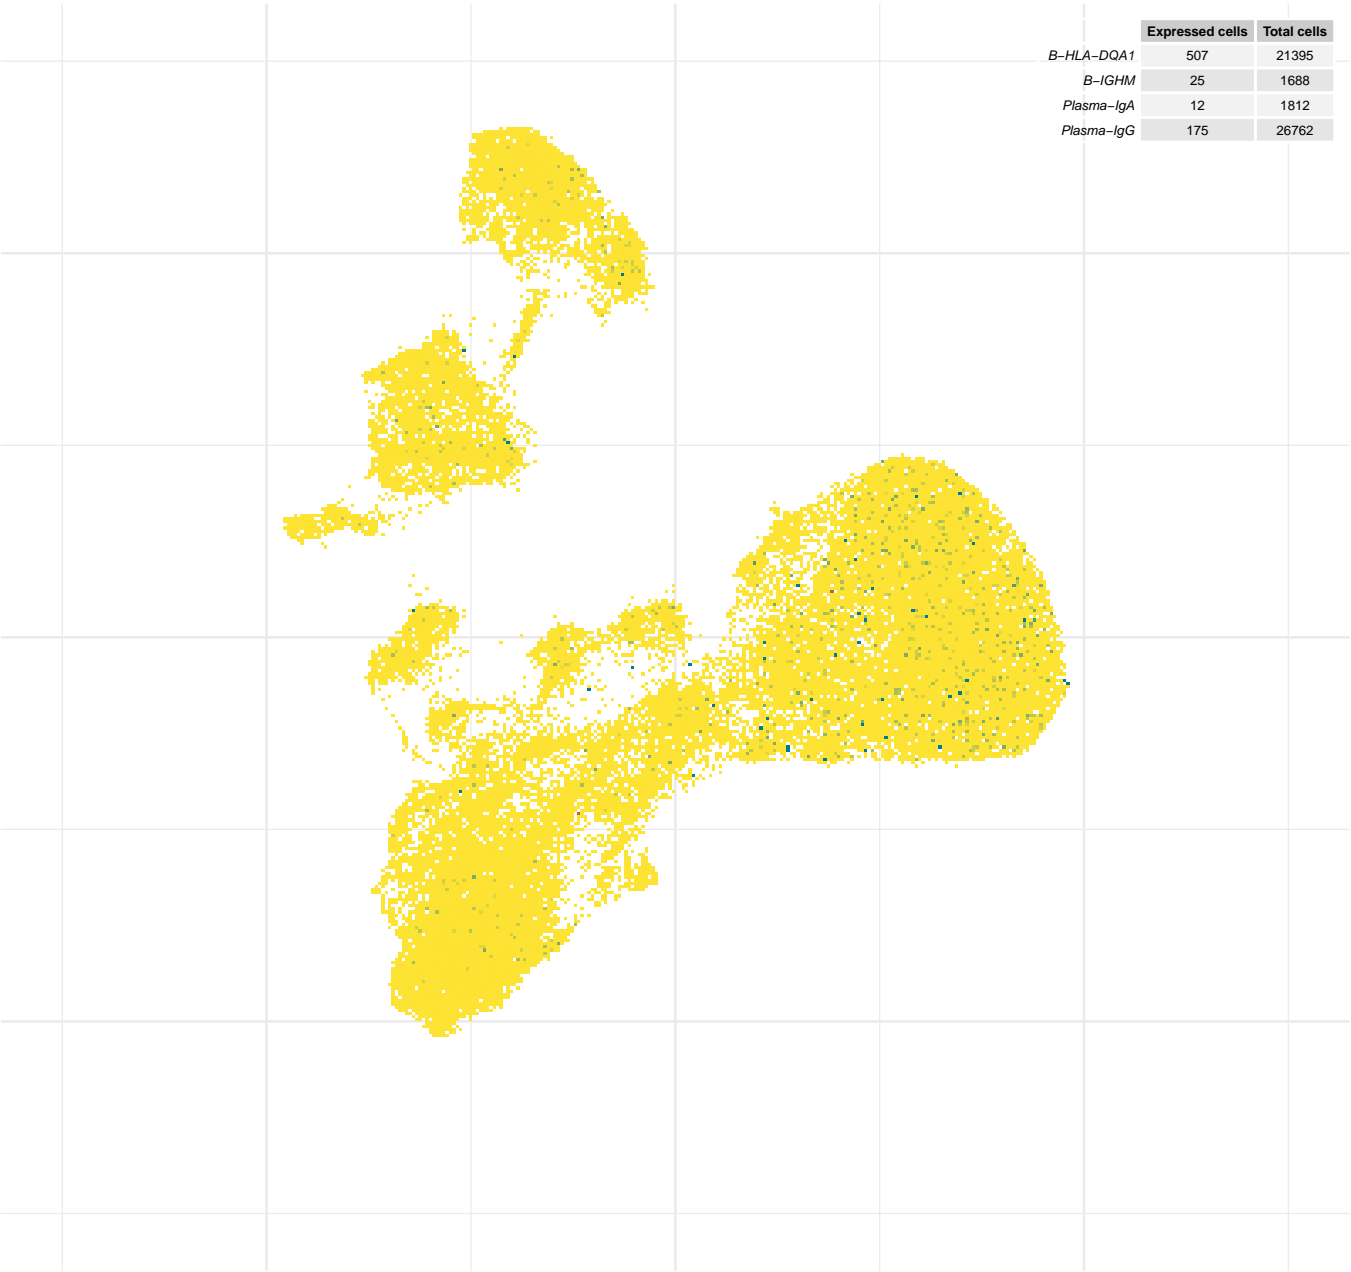 Expressed cells Total cells
B−HLA−DQA1 507 21395
B−IGHM 25 1688
Plasma−IgA 12 1812
Plasma−IgG 175 26762